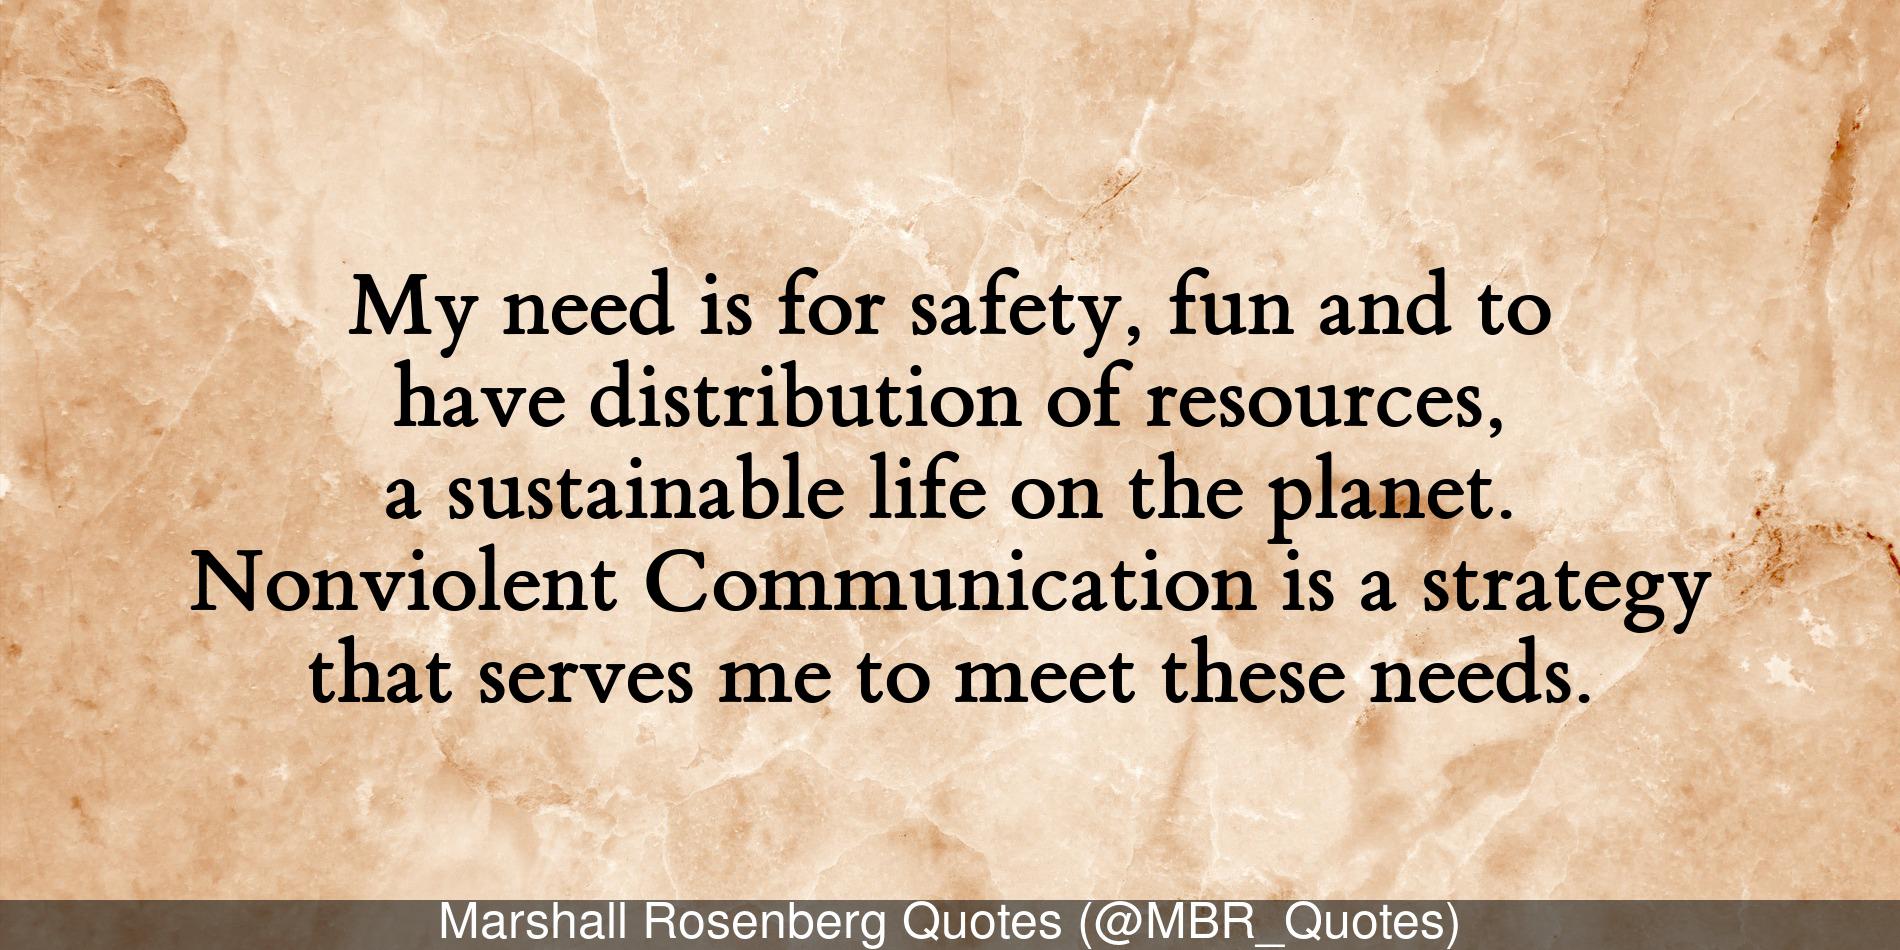 My need is for safety, fun and to
have distribution of resources,
a sustainable life on the planet.
Nonviolent Communication is a strategy
that serves me to meet these needs.
Marshall Rosenberg Quotes (@MBR_Quotes)